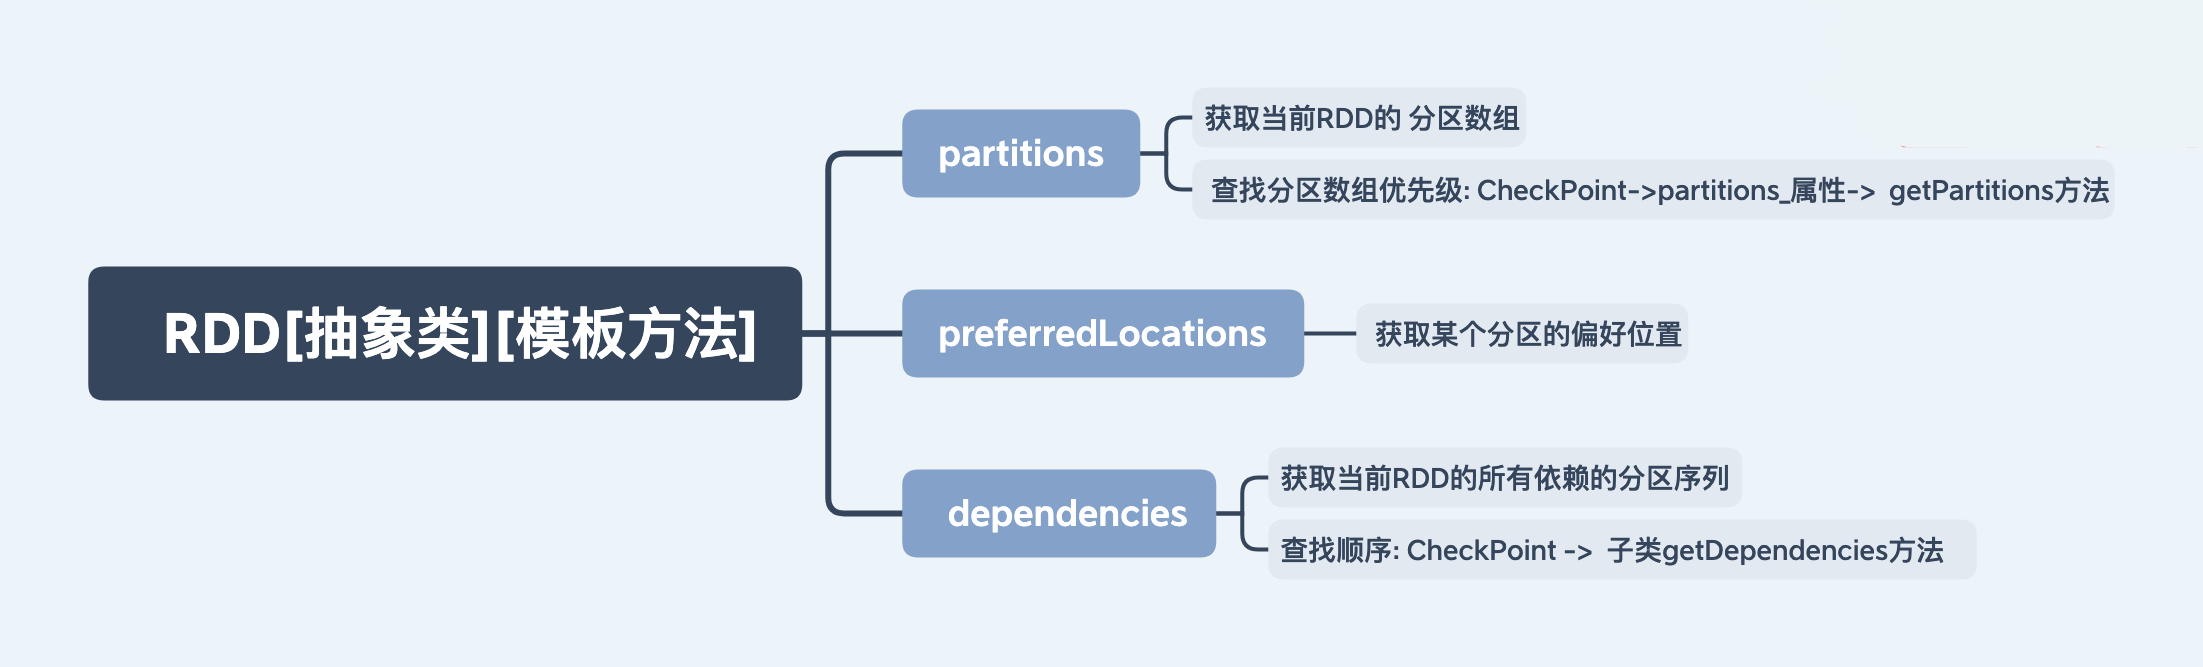 RDD[抽象类][模板方法]
partitions
获取当前RDD的 分区数组
查找分区数组优先级: CheckPoint->partitions_属性-> getPartitions方法
preferredLocations
获取某个分区的偏好位置
dependencies
获取当前RDD的所有依赖的分区序列
查找顺序: CheckPoint -> 子类getDependencies方法